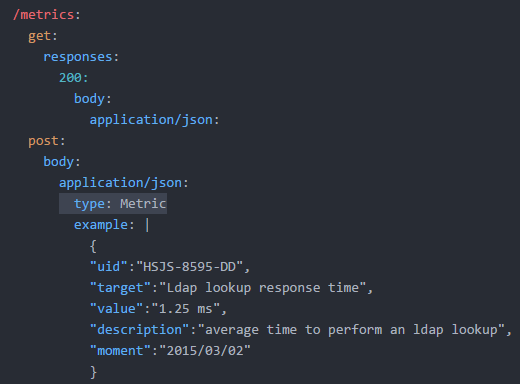 /metrics:
get:
responses:
200:
body:
application/json:
post:
body:
application/json:
type: Metric
example: |
{
"uid":"HSJS-8595-DD",
"target":"Ldap lookup response time",
"value":"1.25 ms",
"description":"average time to perform an ldap lookup",
"moment":"2015/03/02"
}